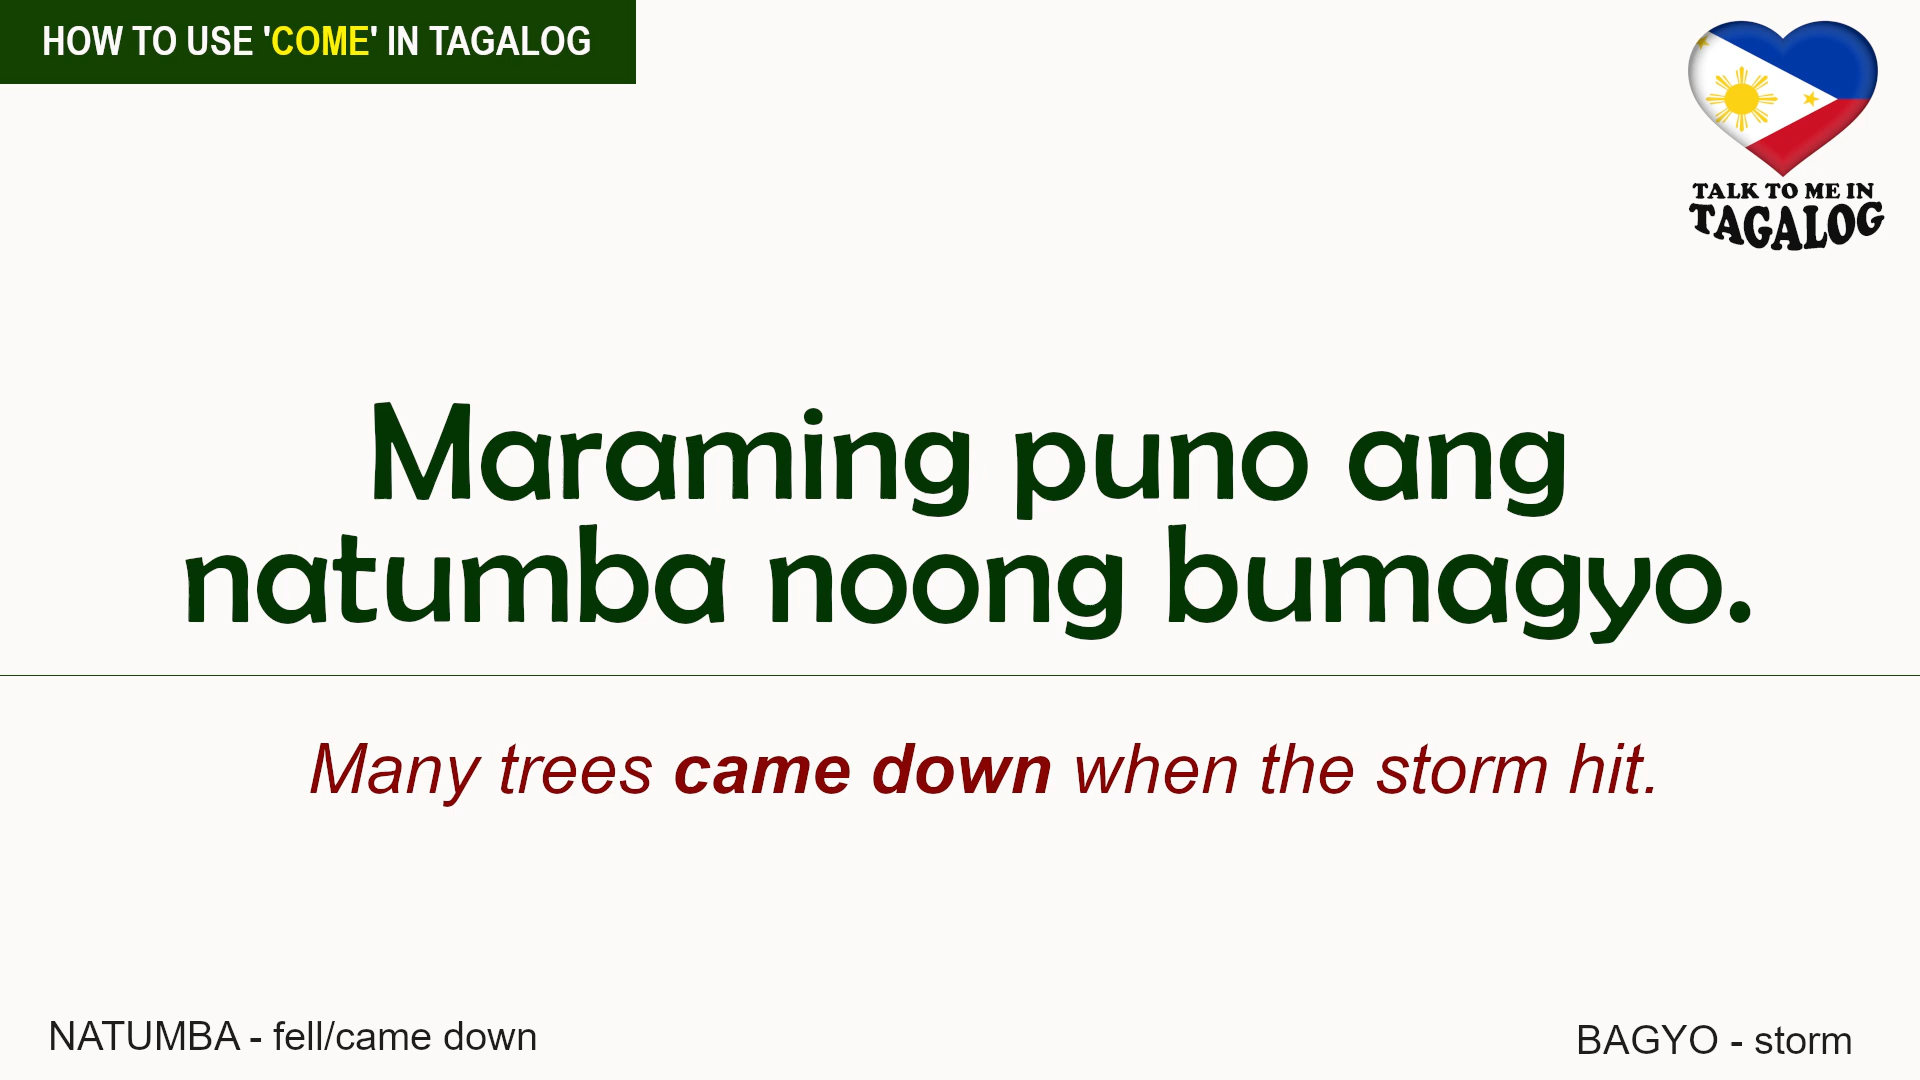 HOW TO USE 'COME' IN TAGALOG
TALK TO ME IN
TAGALOG
Maraming puno ang
natumba noong bumagyo.
Many trees came down when the storm hit.
NATUMBA - fell/came down
BAGYO - storm